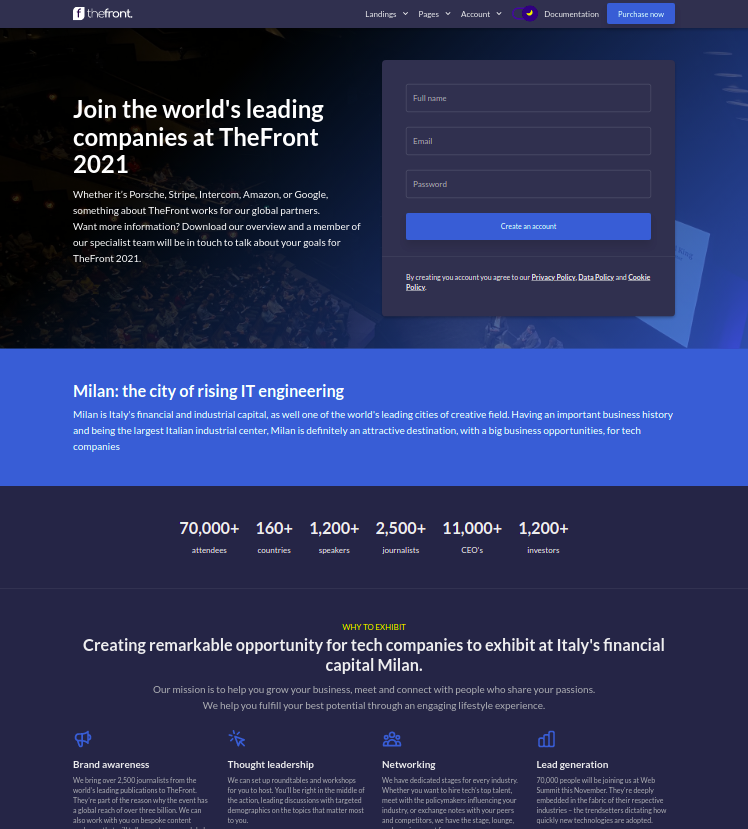 thefront.
Landings Pages Account Documentation Purchase now
Join the world's leading
companies at TheFront
2021
Whether it's Porsche, Stripe, Intercom, Amazon, or Google,
something about TheFront works for our global partners.
Want more information? Download our overview and a member of
our specialist team will be in touch to talk about your goals for
TheFront 2021.
Full name
Email
Password
Create an account
By creating you account you agree to our Privacy Policy, Data Policy and Cookie
Policy.
Milan: the city of rising IT engineering
Milan is Italy's financial and industrial capital, as well one of the world's leading cities of creative field. Having an important business history
and being the largest Italian industrial center, Milan is definitely an attractive destination, with a big business opportunities, for tech
companies
70,000+ 160+ 1,200+ 2,500+ 11,000+ 1,200+
attendees countries speakers journalists CEO's investors
WHY TO EXHIBIT
Creating remarkable opportunity for tech companies to exhibit at Italy's financial
capital Milan.
Our mission is to help you grow your business, meet and connect with people who share your passions.
We help you fulfill your best potential through an engaging lifestyle experience.
Brand awareness
We bring over 2,500 journalists from the
world's leading publications to TheFront.
They're part of the reason why the event has
a global reach of over three billion. We can
also work with you on bespoke content
Thought leadership
We can set up roundtables and workshops
for you to host. You'll be right in the middle of
the action, leading discussions with targeted
demographics on the topics that matter most
to you.
Networking
We have dedicated stages for every industry.
Whether you want to hire tech's top talent,
meet with the policymakers influencing your
industry, or exchange notes with your peers
and competitors, we have the stage, lounge,
Lead generation
70,000 people will be joining us at Web
Summit this November. They're deeply
embedded in the fabric of their respective
industries – the trendsetters dictating how
quickly new technologies are adopted.